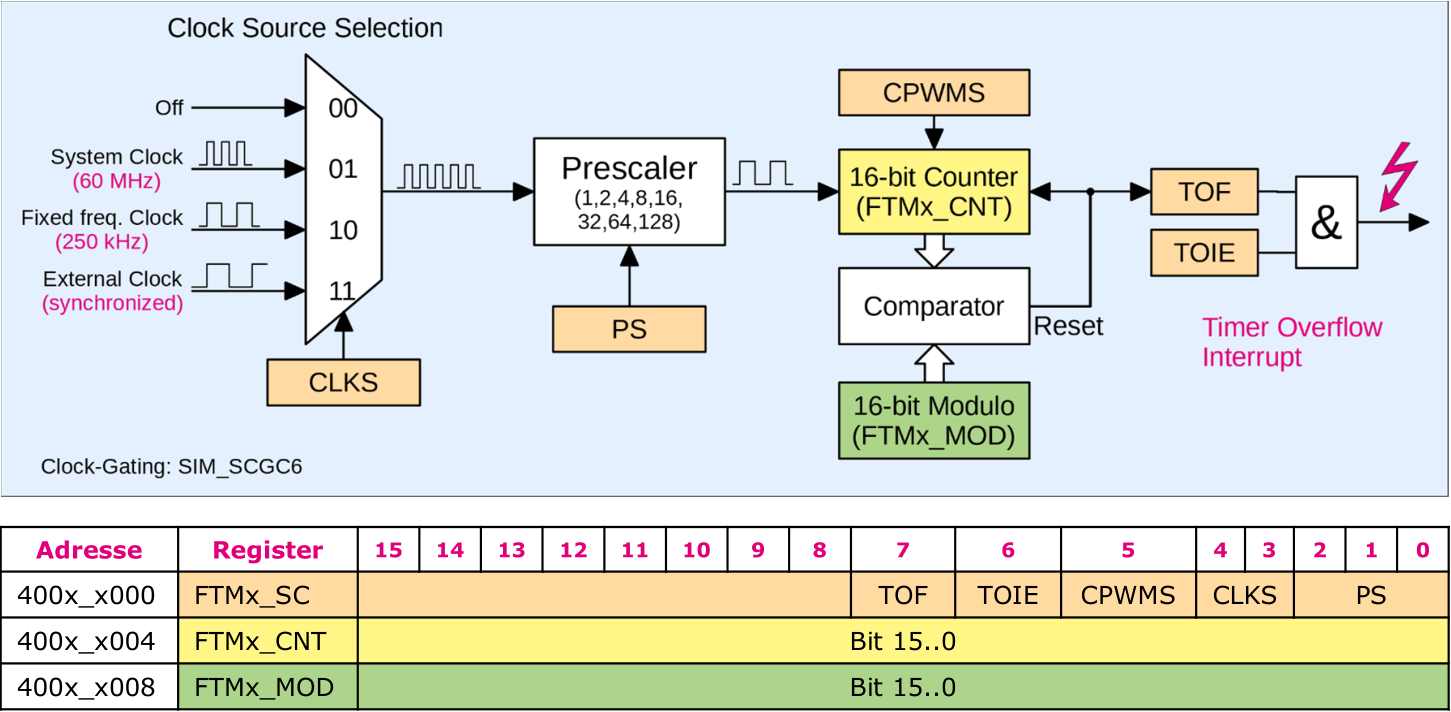 Clock Source Selection
Off
00
System Clock
(60 MHz)
01
Fixed freq. Clock
(250 kHz)
10
External Clock
(synchronized)
11
CLKS
Prescaler
(1,2,4,8,16,
32,64,128)
PS
CPWMS
16-bit Counter
(FTMx_CNT)
Comparator
Reset
16-bit Modulo
(FTMx_MOD)
TOF
TOIE
&
Timer Overflow
Interrupt
Clock-Gating: SIM_SCGC6
Adresse Register 15 14 13 12 11 10 9 8 7 6 5 4 3 2 1 0
400x_x000 FTMx_SC TOF TOIE CPWMS CLKS PS
400x_x004 FTMx_CNT Bit 15..0
400x_x008 FTMx_MOD Bit 15..0